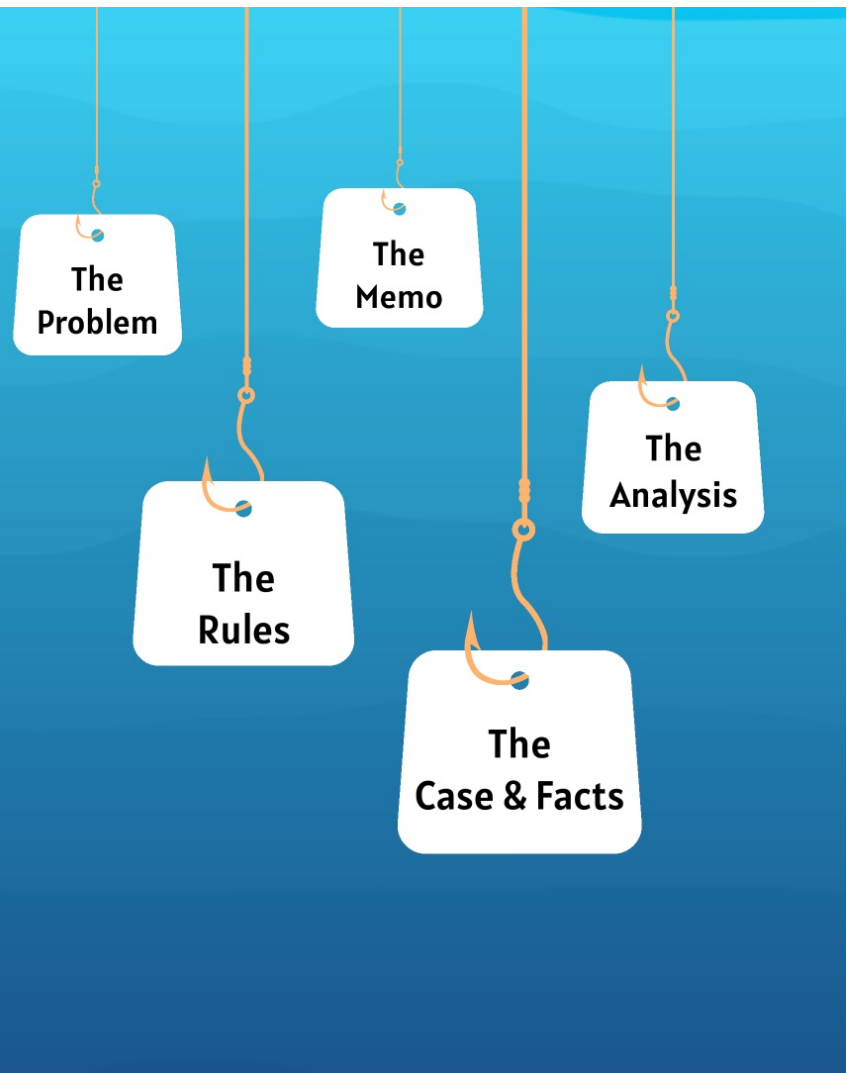 The
Problem
The
Memo
The
Rules
The
Case & Facts
The
Analysis